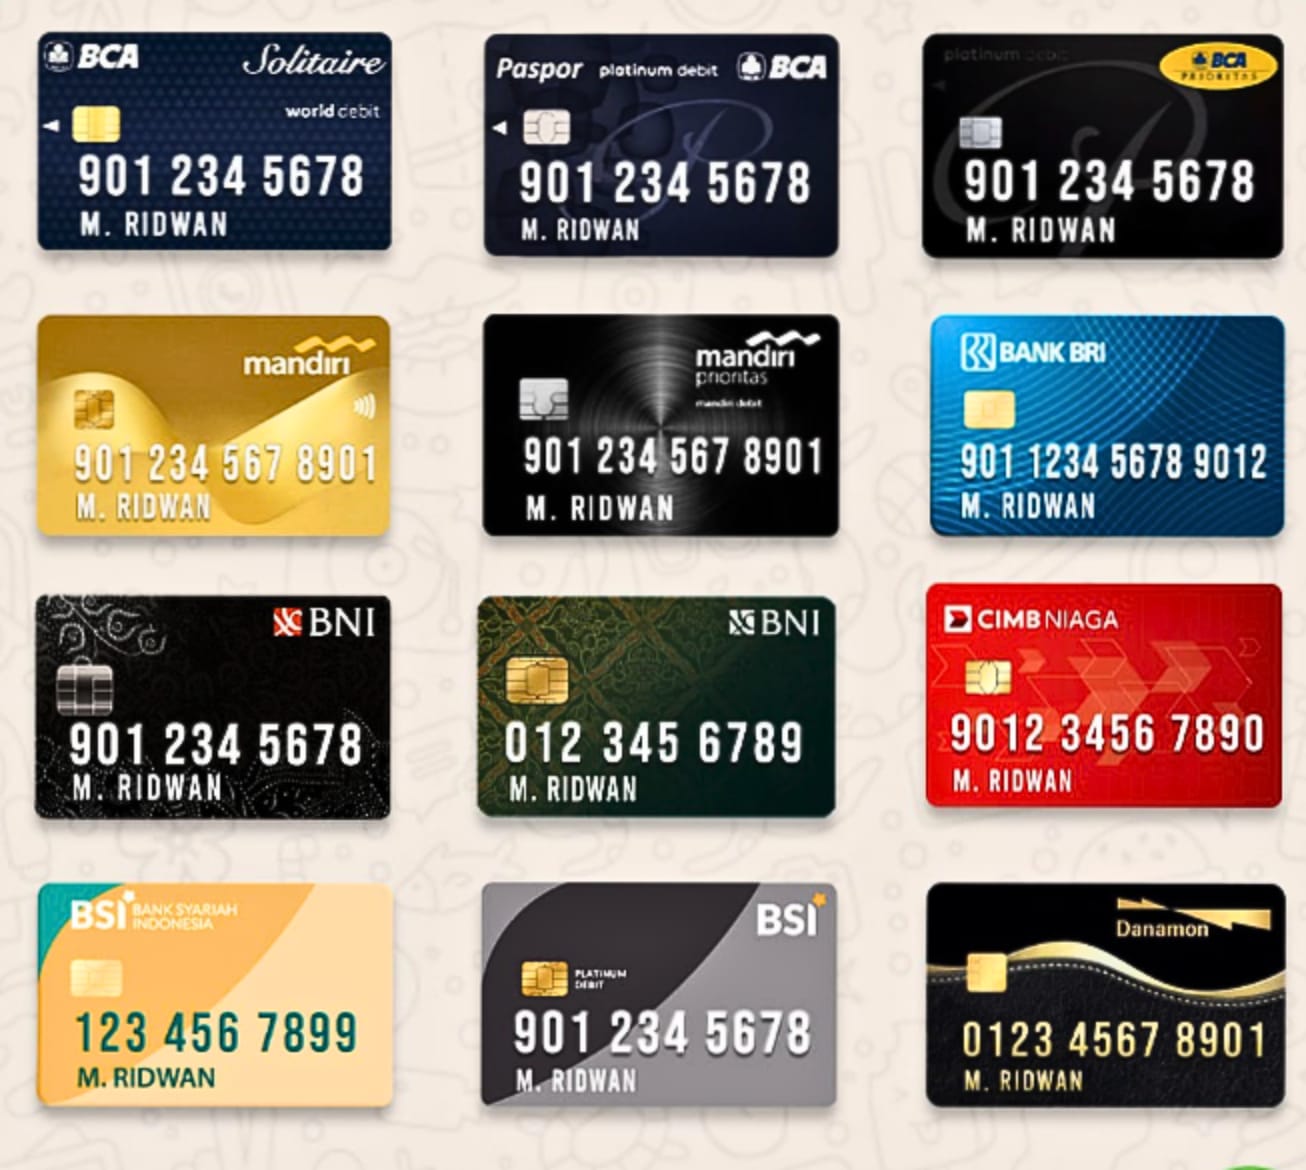 BCA Solitaire
world debit
901 234 5678
M. RIDWAN
Paspor platinum debit BCA
901 234 5678
M. RIDWAN
platinum debit BCA
PRIORITAS
901 234 5678
M. RIDWAN
mandiri
901 234 567 8901
M. RIDWAN
mandiri
prioritas
mandiri debit
901 234 567 8901
M. RIDWAN
BANK BRI
901 1234 5678 9012
M. RIDWAN
BNI
901 234 5678
M. RIDWAN
BNI
012 345 6789
M. RIDWAN
CIMB NIAGA
9012 3456 7890
M. RIDWAN
BSI BANK SYARIAH
INDONESIA
123 456 7899
M. RIDWAN
BSI
PLATINUM
DEBIT
901 234 5678
M. RIDWAN
Danamon
0123 4567 8901
M. RIDWAN